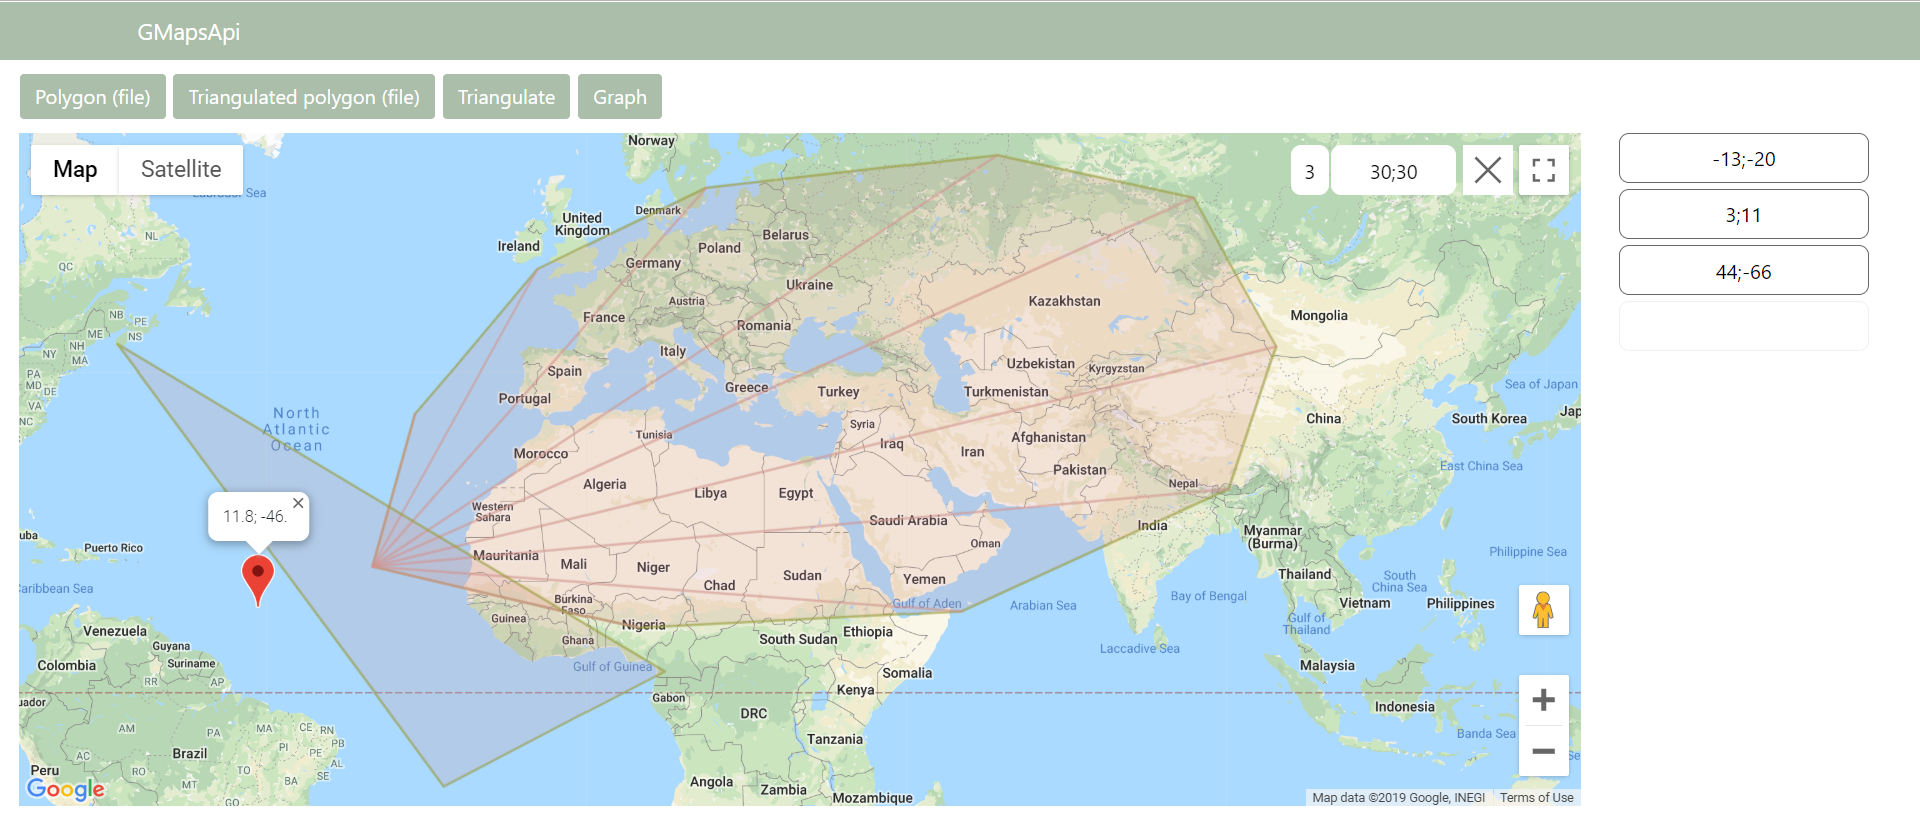 GMapsApi
Polygon (file)
Triangulated polygon (file)
Triangulate
Graph
Map
Satellite
3
30;30
-13;-20
3;11
44;-66
11.8; -46.
Labrador Sea
Norway
Denmark
United
Kingdom
Ireland
Belarus
Poland
Germany
Ukraine
Austria
France
Romania
Italy
Spain
Portugal
Greece
Turkey
Kazakhstan
Mongolia
Uzbekistan
Kyrgyzstan
Turkmenistan
Sea of Japan
South Korea
Jap
China
NL
QC
NB
PE
ME
NS
NH
NY
MA
PA
MD
DE
VA
NC
North
Atlantic
Ocean
Tunisia
Syria
Iraq
Iran
Afghanistan
Pakistan
Nepal
East China Sea
Morocco
Algeria
Libya
Egypt
Western
Sahara
Saudi Arabia
India
Myanmar
(Burma)
Oman
Mauritania
Mali
Niger
Chad
Sudan
Yemen
Gulf of Aden
Arabian Sea
Bay of Bengal
Thailand
South
China Sea
Philippine Sea
Vietnam
Philippines
Gulf of
Thailand
uba
Puerto Rico
Caribbean Sea
Burkina
Faso
Guinea
Ghana
Nigeria
South Sudan
Ethiopia
Gulf of Guinea
Somalia
Laccadive Sea
Malaysia
Venezuela
Guyana
Suriname
Colombia
RR
AP
uador
Gabon
Kenya
DRC
Tanzania
Indonesia
Banda Sea
Se
AM
PA
MA
CE
RN
PB
PI
PE
AL
AC
Brazil
RO
TO
BA
SE
MT
GO
Peru
Angola
Zambia
Mozambique
Google
Map data ©2019 Google, INEGI
Terms of Use